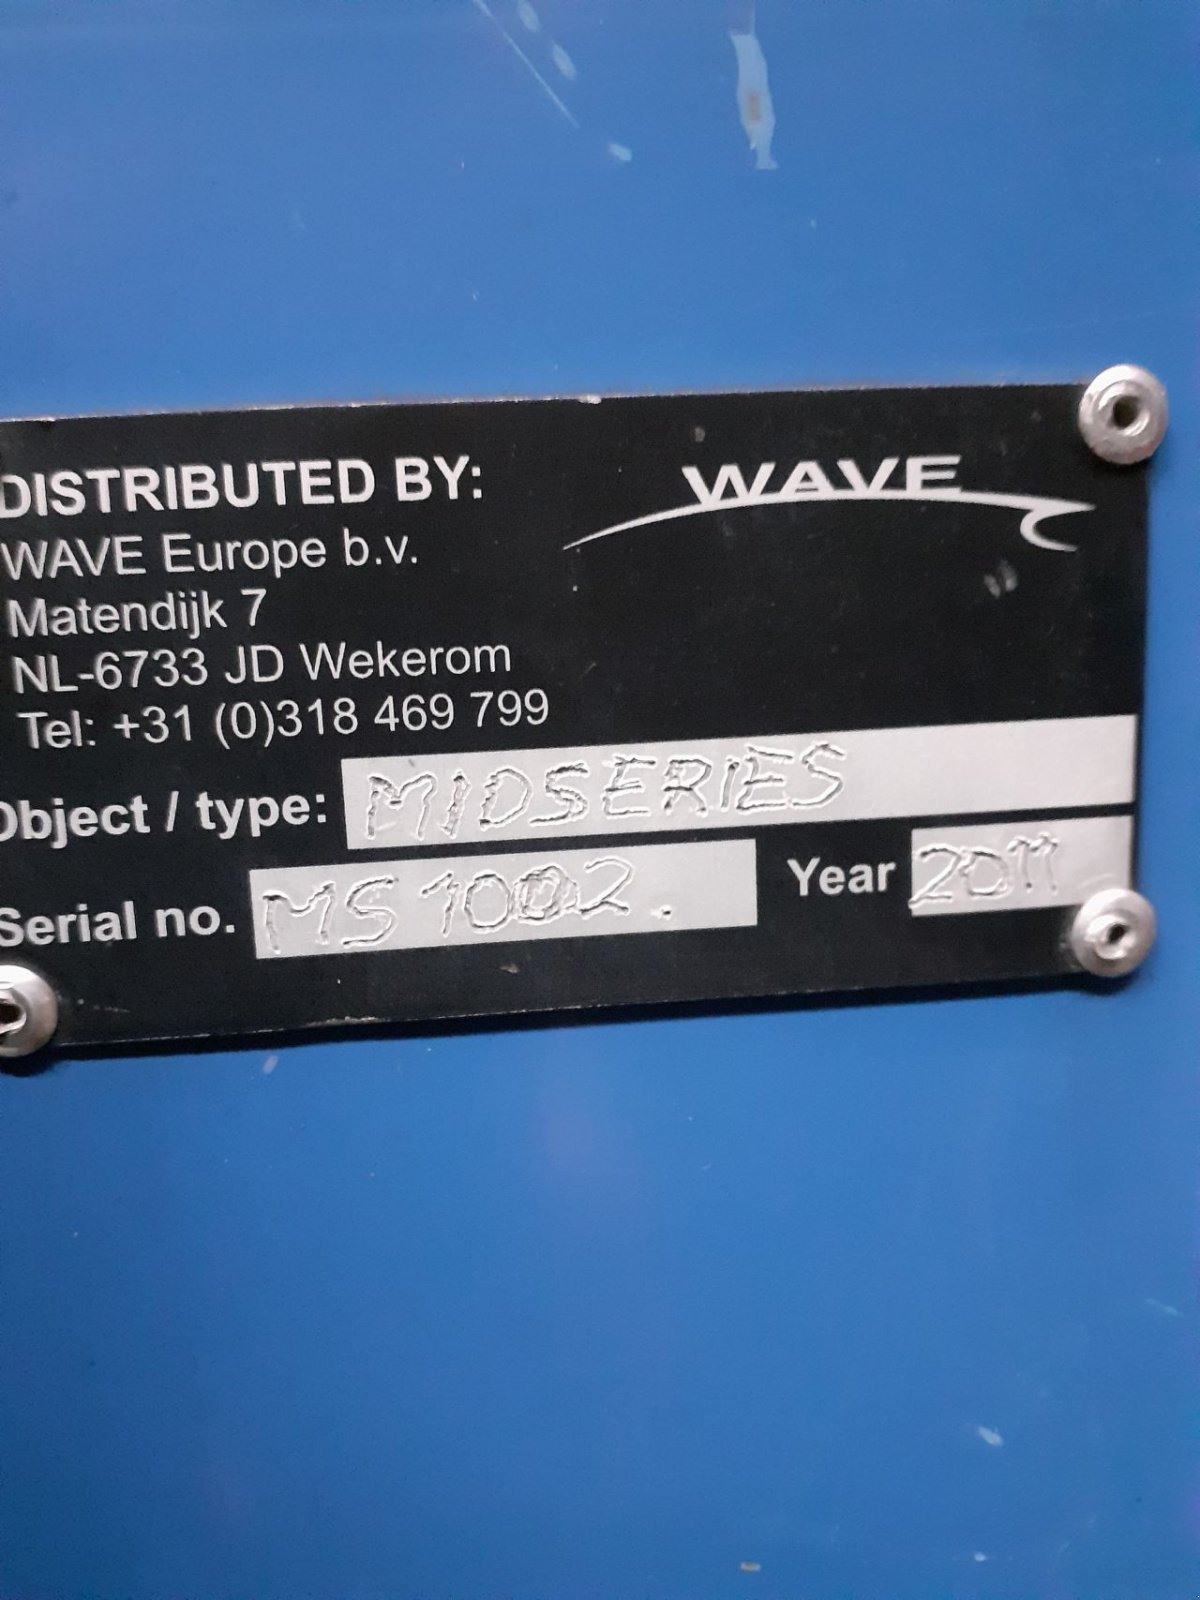 DISTRIBUTED BY:
WAVE
WAVE Europe b.v.
Matendijk 7
NL-6733 JD Wekerom
Tel: +31 (0)318 469 799
Object / type: MIDSERIES
Serial no. MS 1002. Year 2011